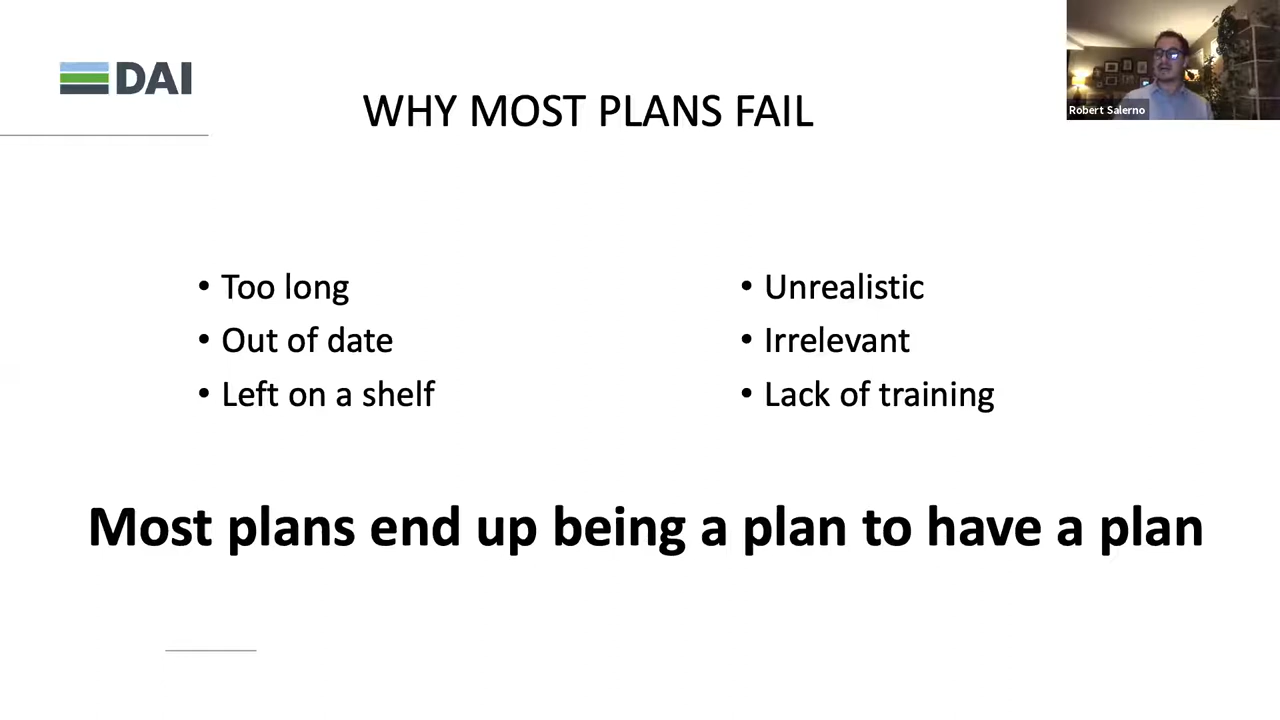 DAI
Robert Salerno
WHY MOST PLANS FAIL
• Too long
• Out of date
• Left on a shelf
• Unrealistic
• Irrelevant
• Lack of training
Most plans end up being a plan to have a plan